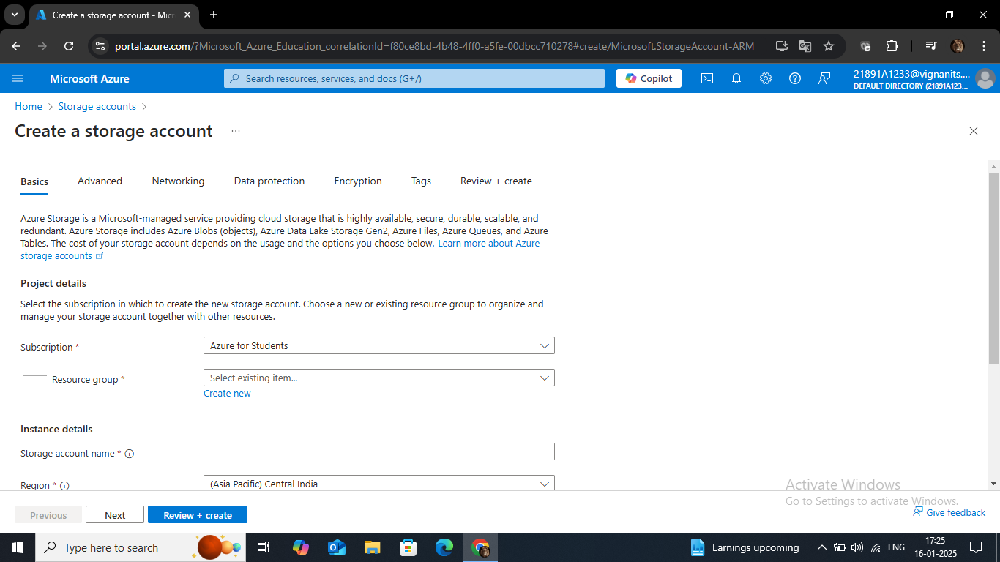 Create a storage account - Micr
portal.azure.com/?Microsoft_Azure_Education_correlationId=f80ce8bd-4b48-4ff0-a5fe-00dbcc710278#create/Microsoft.StorageAccount-ARM
Microsoft Azure
Search resources, services, and docs (G+/)
Copilot
21891A1233@vignanits....
DEFAULT DIRECTORY (21891A123...
Home > Storage accounts >
Create a storage account ...
Basics Advanced Networking Data protection Encryption Tags Review + create
Azure Storage is a Microsoft-managed service providing cloud storage that is highly available, secure, durable, scalable, and
redundant. Azure Storage includes Azure Blobs (objects), Azure Data Lake Storage Gen2, Azure Files, Azure Queues, and Azure
Tables. The cost of your storage account depends on the usage and the options you choose below. Learn more about Azure
storage accounts
Project details
Select the subscription in which to create the new storage account. Choose a new or existing resource group to organize and
manage your storage account together with other resources.
Subscription *
Azure for Students
Resource group *
Select existing item...
Create new
Instance details
Storage account name *
Region *
(Asia Pacific) Central India
Activate Windows
Go to Settings to activate Windows.
Previous
Next
Review + create
Give feedback
Type here to search
Earnings upcoming
ENG
17:25
16-01-2025